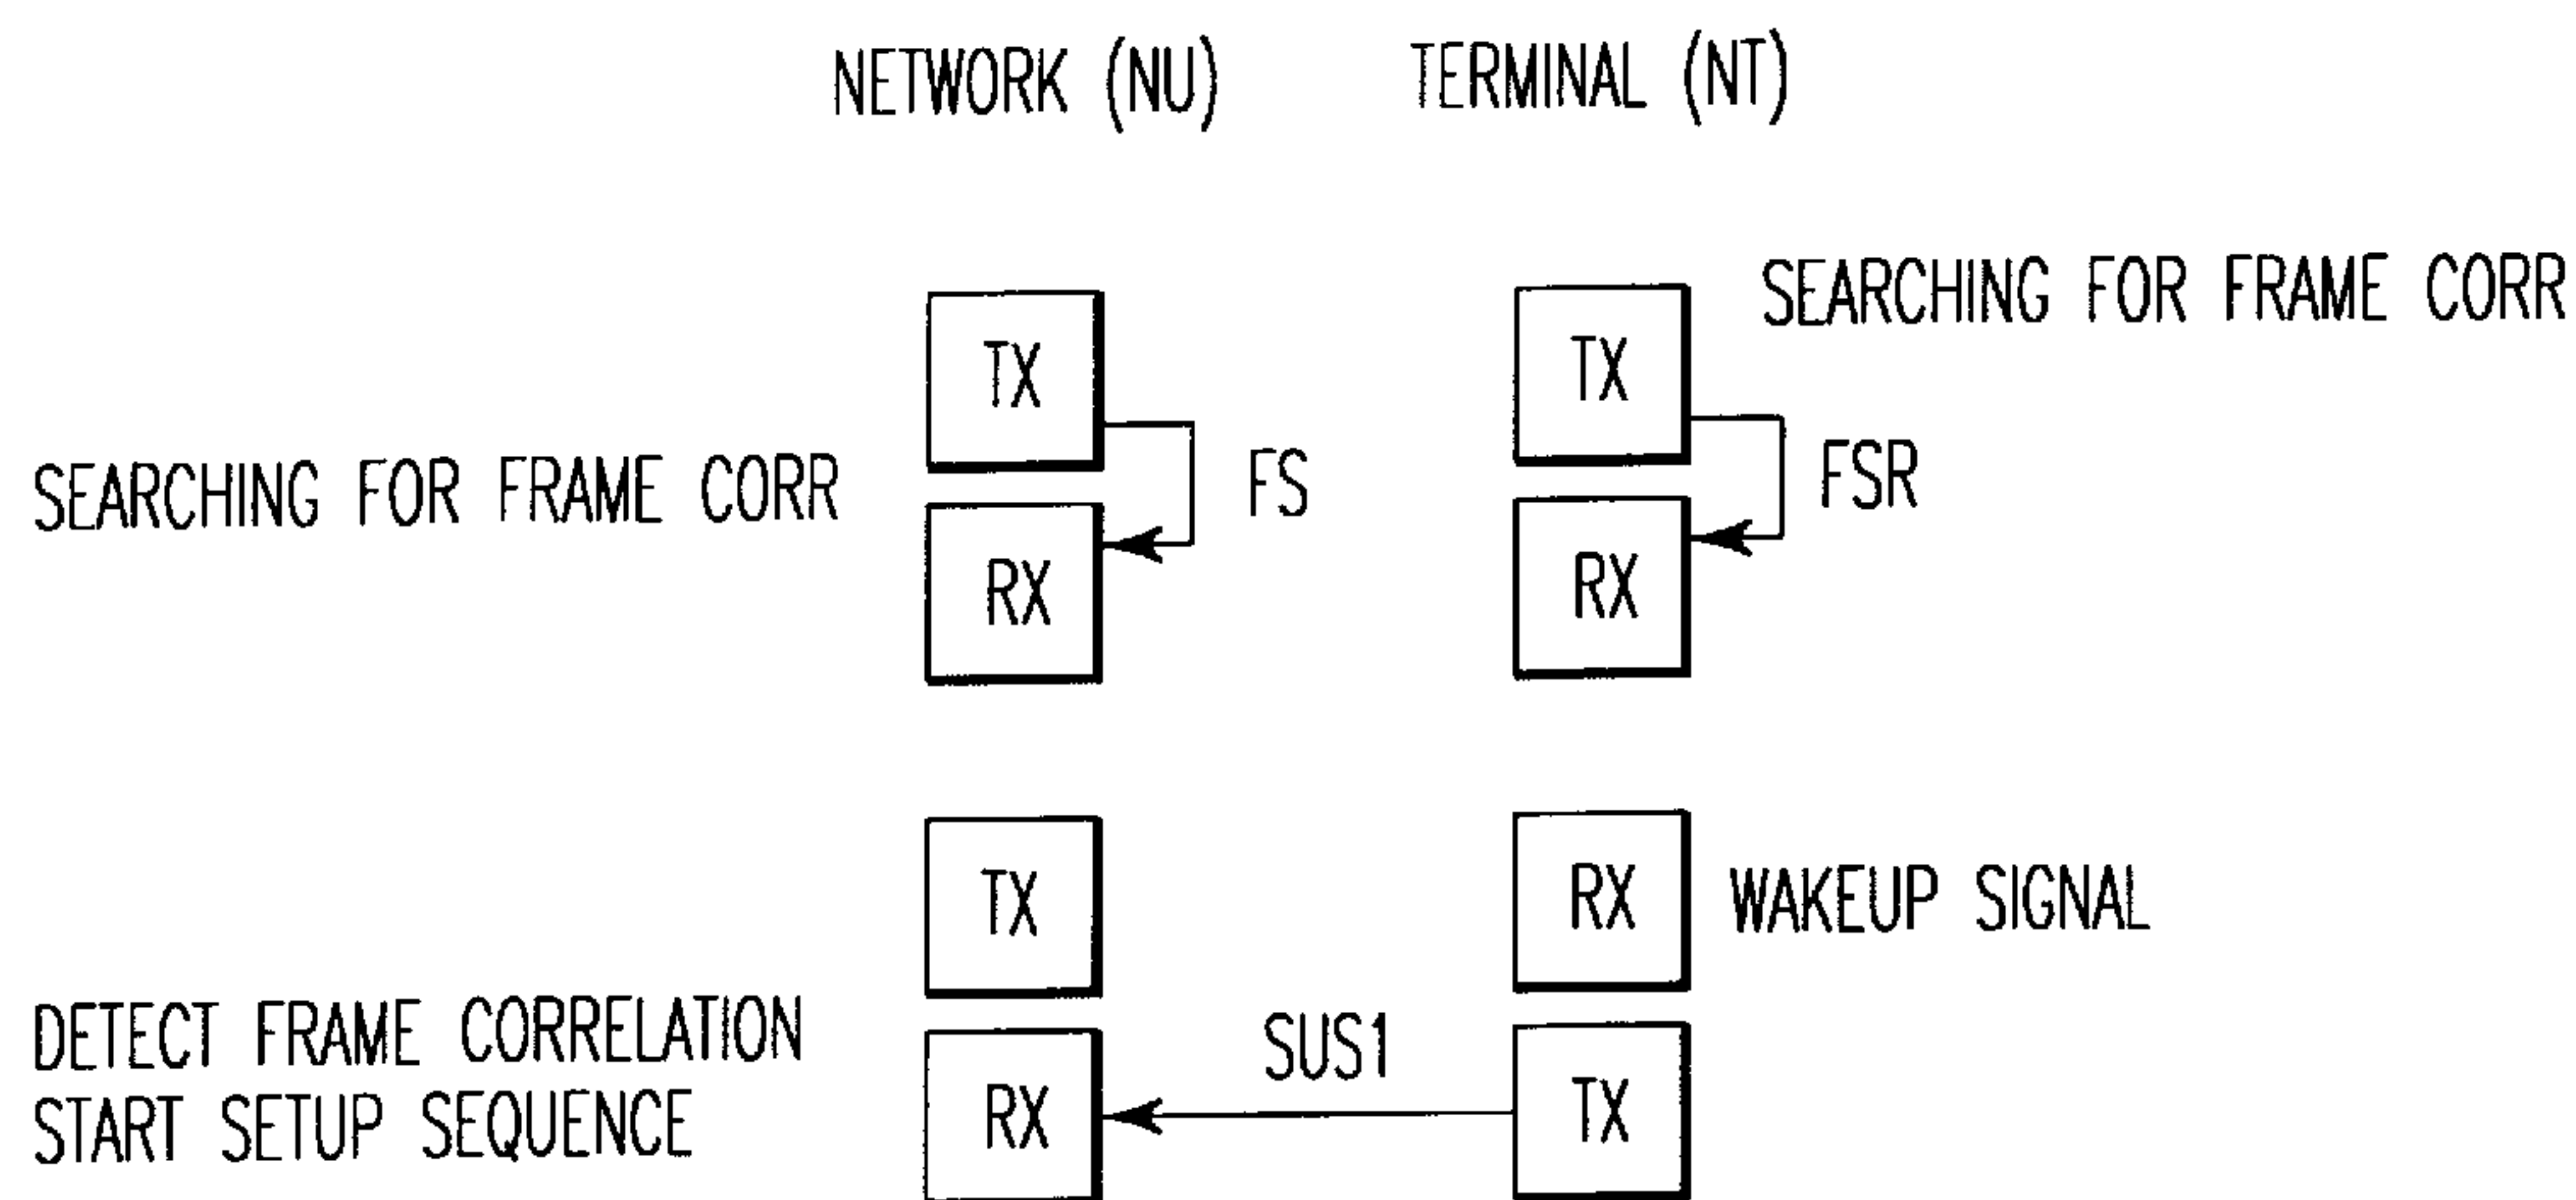 NETWORK (NU)
TERMINAL (NT)
SEARCHING FOR FRAME CORR
TX
TX
SEARCHING FOR FRAME CORR
FS
FSR
RX
RX
TX
RX
WAKEUP SIGNAL
DETECT FRAME CORRELATION
START SETUP SEQUENCE
SUS1
RX
TX